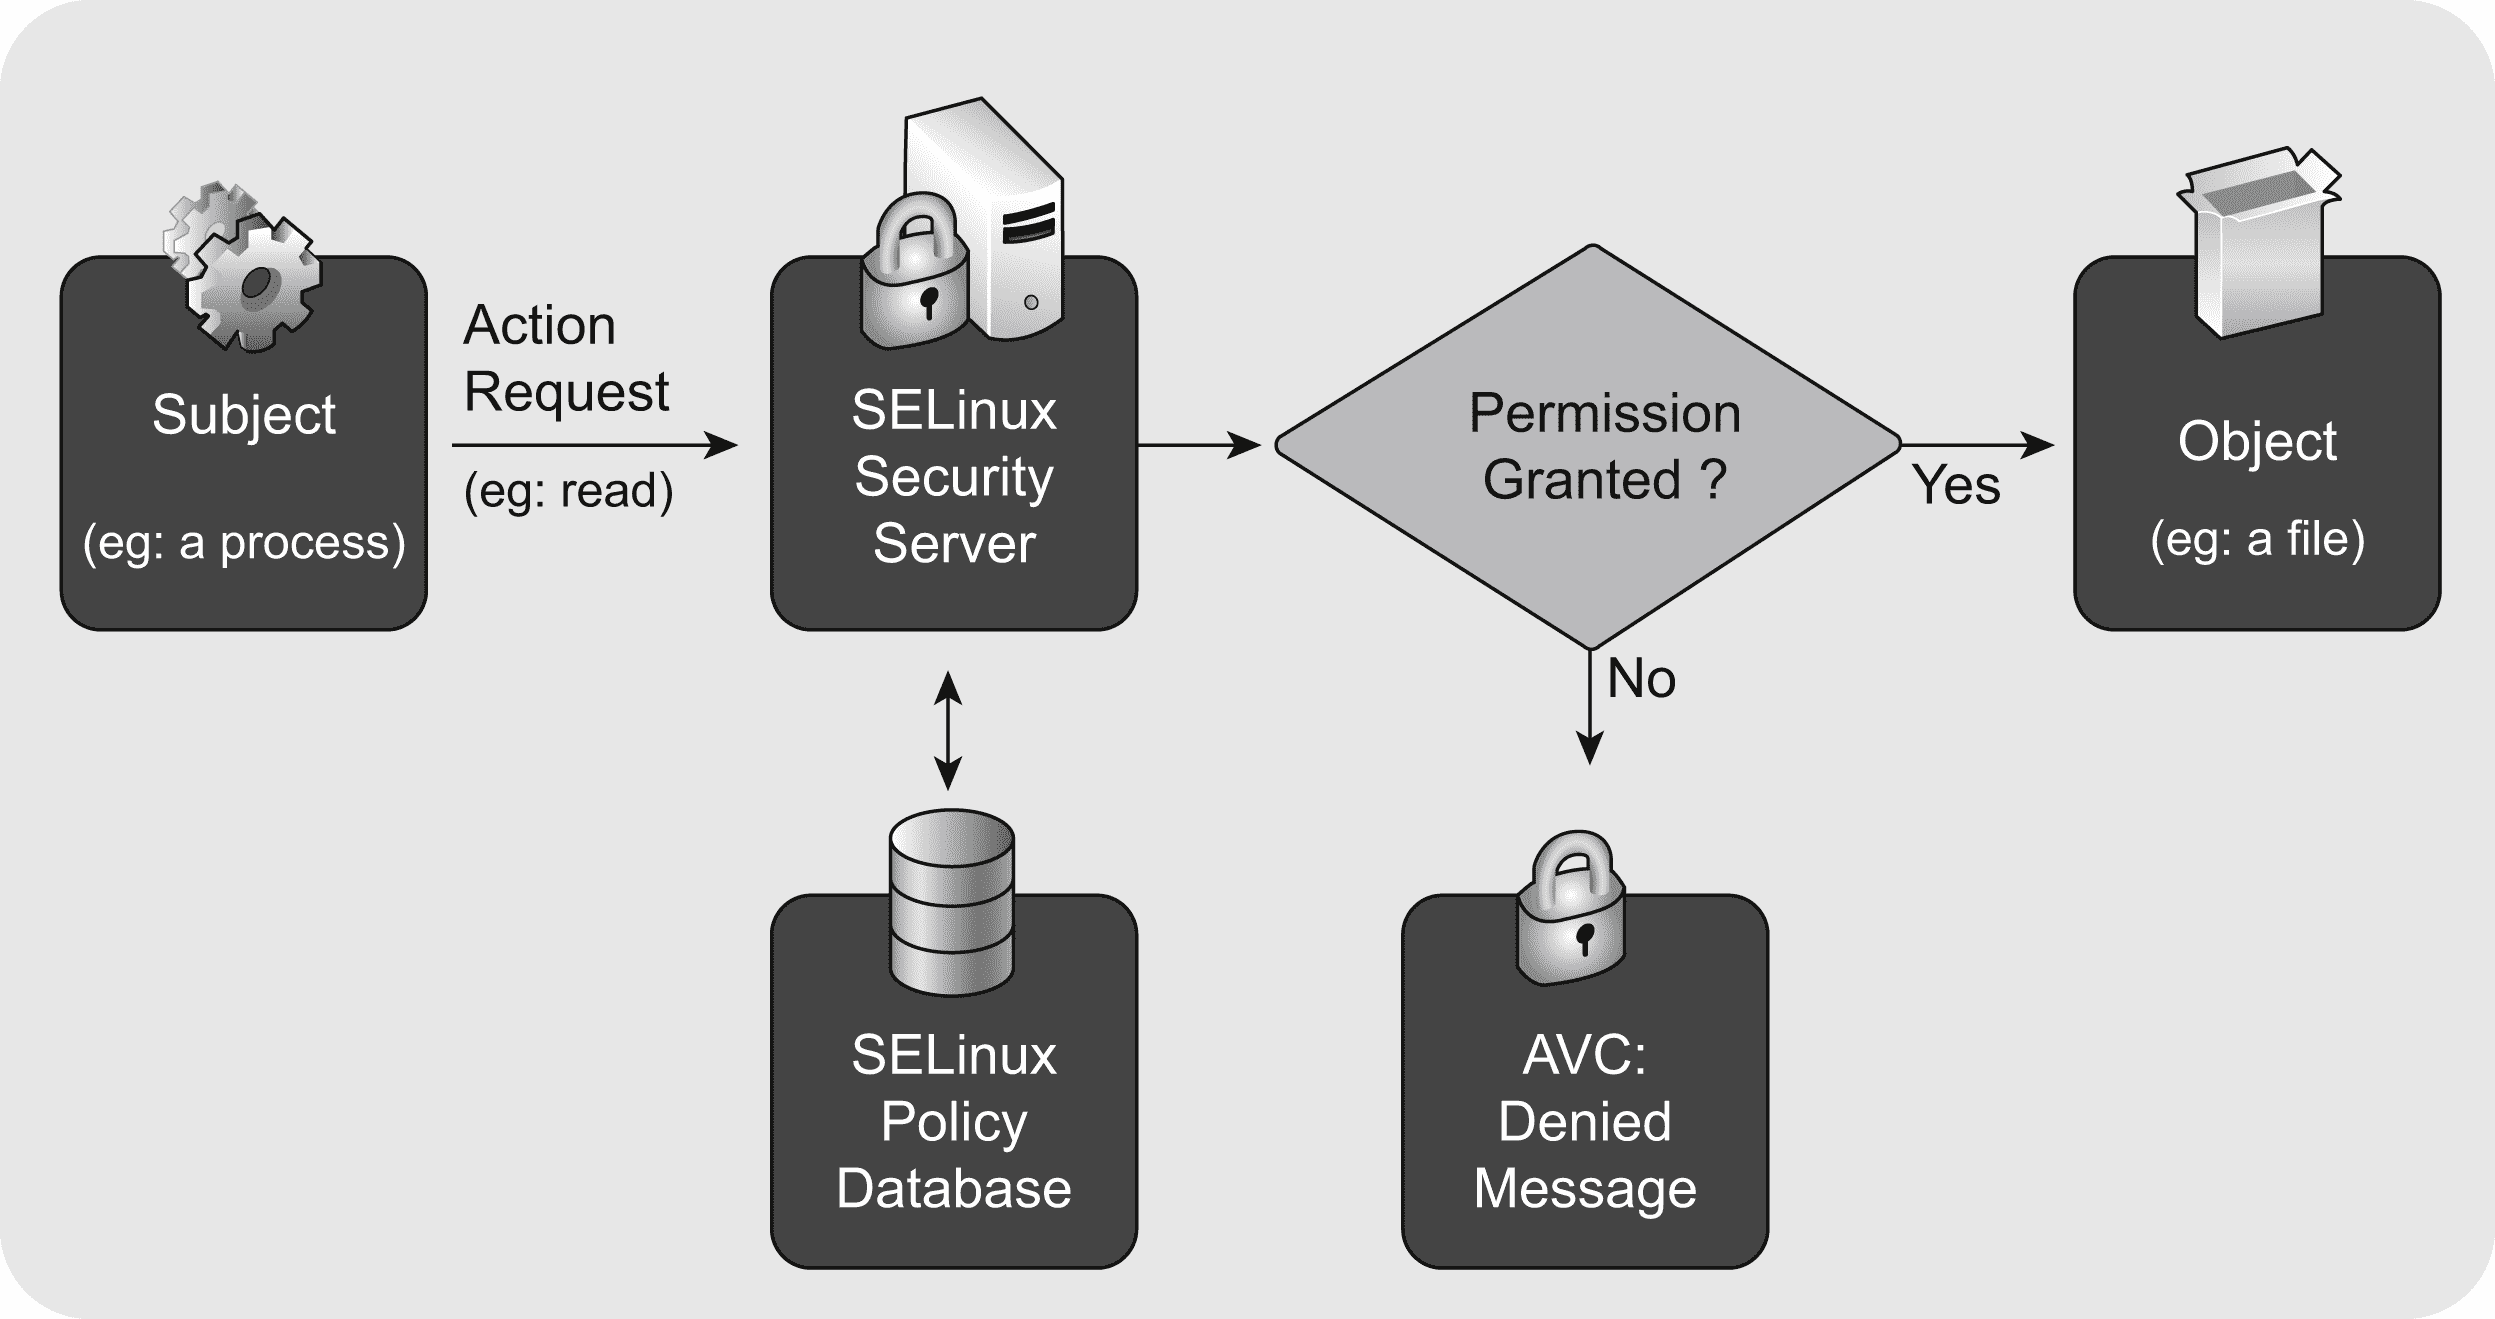 Subject
(eg: a process)
Action
Request
(eg: read)
SELinux
Security
Server
Permission
Granted ?
Yes
Object
(eg: a file)
No
SELinux
Policy
Database
AVC:
Denied
Message